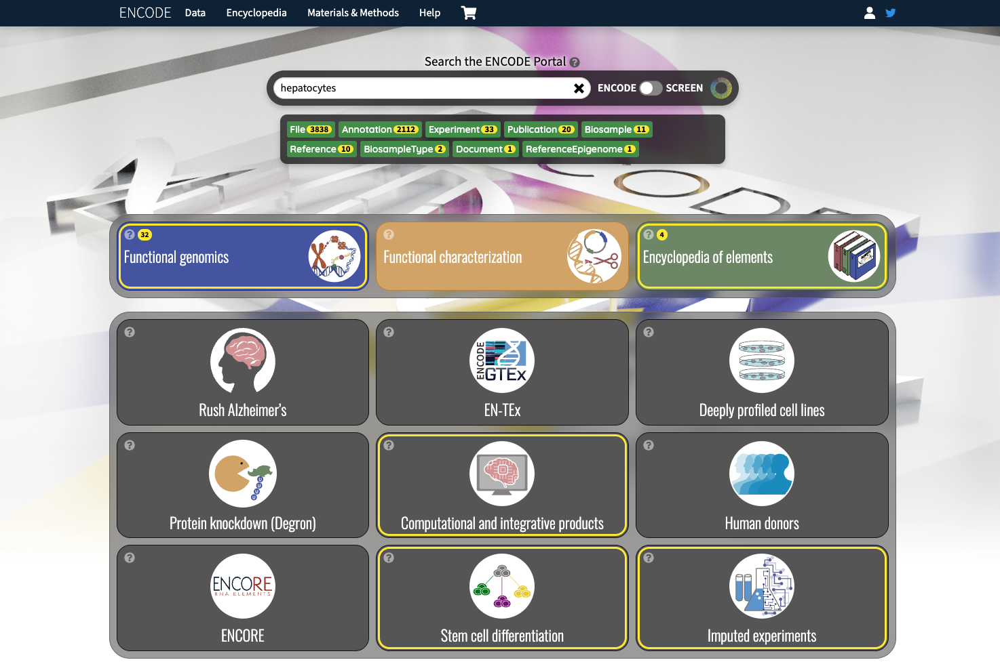 ENCODE Data Encyclopedia Materials & Methods Help
Search the ENCODE Portal ?
hepatocytes ENCODE SCREEN
File 3838 Annotation 2112 Experiment 33 Publication 20 Biosample 11
Reference 10 BiosampleType 2 Document 1 ReferenceEpigenome 1
? 32 ? ? 4
Functional genomics Functional characterization Encyclopedia of elements
? ? ?
ENCODE
GTEx
Rush Alzheimer's EN-TEx Deeply profiled cell lines
? ? ?
U
U
U
U
Protein knockdown (Degron) Computational and integrative products Human donors
? ? ?
ENCORE
RNA ELEMENTS
ENCORE Stem cell differentiation Imputed experiments